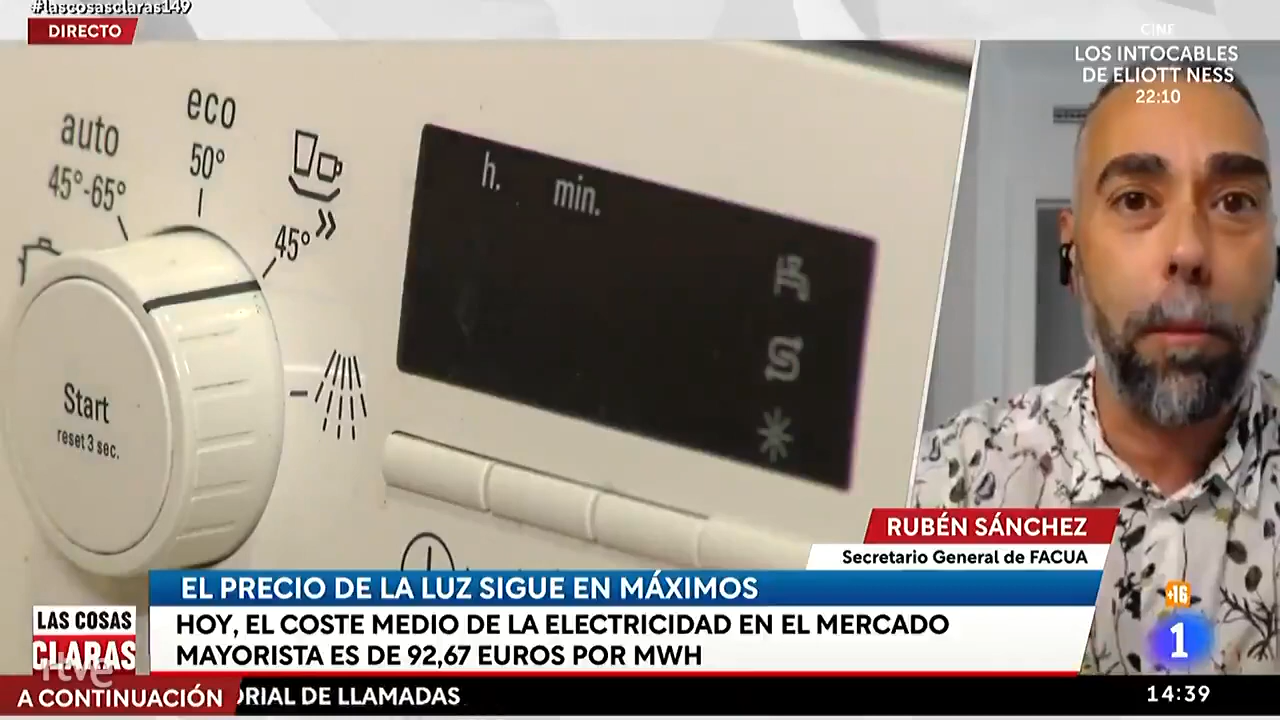 #lascosasclaras149
DIRECTO
CINE
LOS INTOCABLES
DE ELIOTT NESS
22:10
auto
45°-65°
eco
50°
45°
h. min.
Start
reset 3 sec.
RUBÉN SÁNCHEZ
Secretario General de FACUA
EL PRECIO DE LA LUZ SIGUE EN MÁXIMOS
HOY, EL COSTE MEDIO DE LA ELECTRICIDAD EN EL MERCADO
MAYORISTA ES DE 92,67 EUROS POR MWH
LAS COSAS
CLARAS
rtve
+16
1
A CONTINUACIÓN
ORIAL DE LLAMADAS
14:39